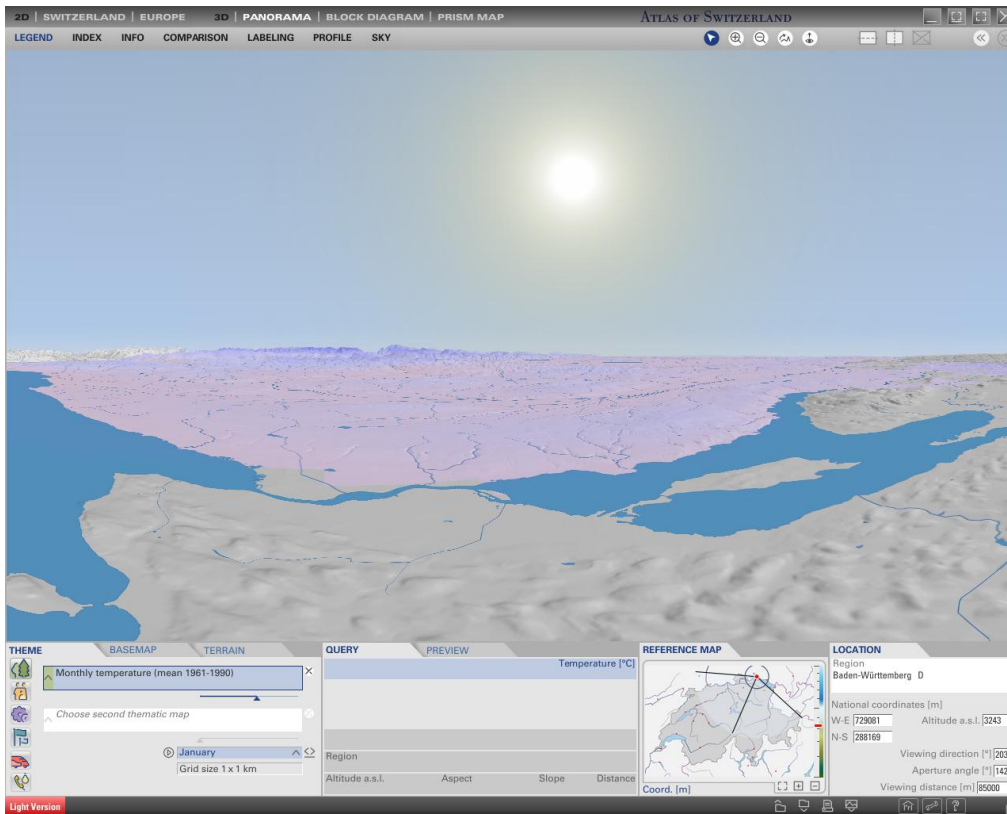 2D | SWITZERLAND | EUROPE 3D | PANORAMA | BLOCK DIAGRAM | PRISM MAP ATLAS OF SWITZERLAND
LEGEND INDEX INFO COMPARISON LABELING PROFILE SKY
THEME BASEMAP TERRAIN
Monthly temperature (mean 1961-1990)
Choose second thematic map
January
Grid size 1 x 1 km
QUERY PREVIEW
Temperature [°C]
Region
Altitude a.s.l. Aspect Slope Distance
REFERENCE MAP
Coord. [m]
LOCATION
Region
Baden-Württemberg D
National coordinates [m]
W-E 729081 Altitude a.s.l. 3243
N-S 288169
Viewing direction [°] 203
Aperture angle [°] 142
Viewing distance [m] 85000
Light Version